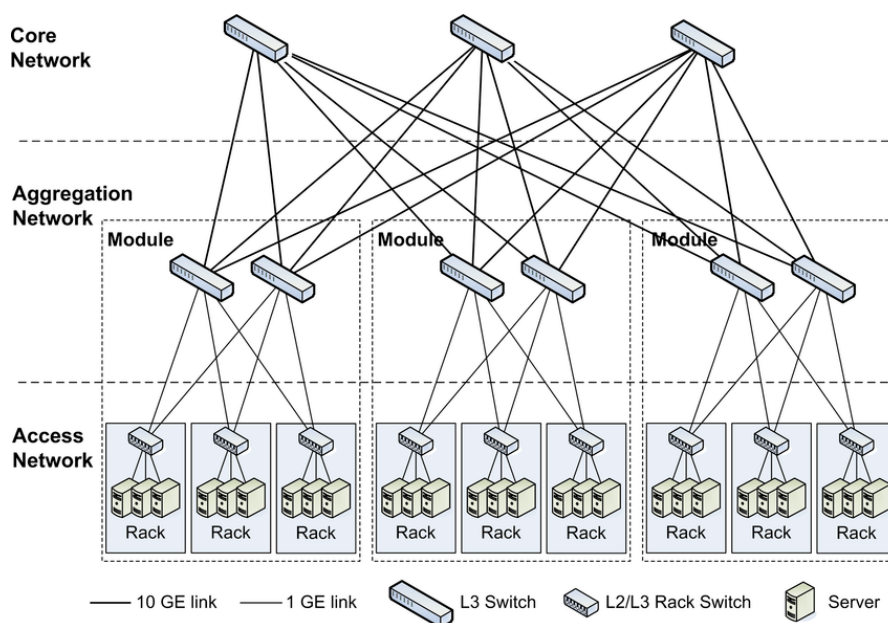 Core
Network
Aggregation
Network
Module
Module
Module
Access
Network
Rack
Rack
Rack
Rack
Rack
Rack
Rack
Rack
Rack
10 GE link
1 GE link
L3 Switch
L2/L3 Rack Switch
Server